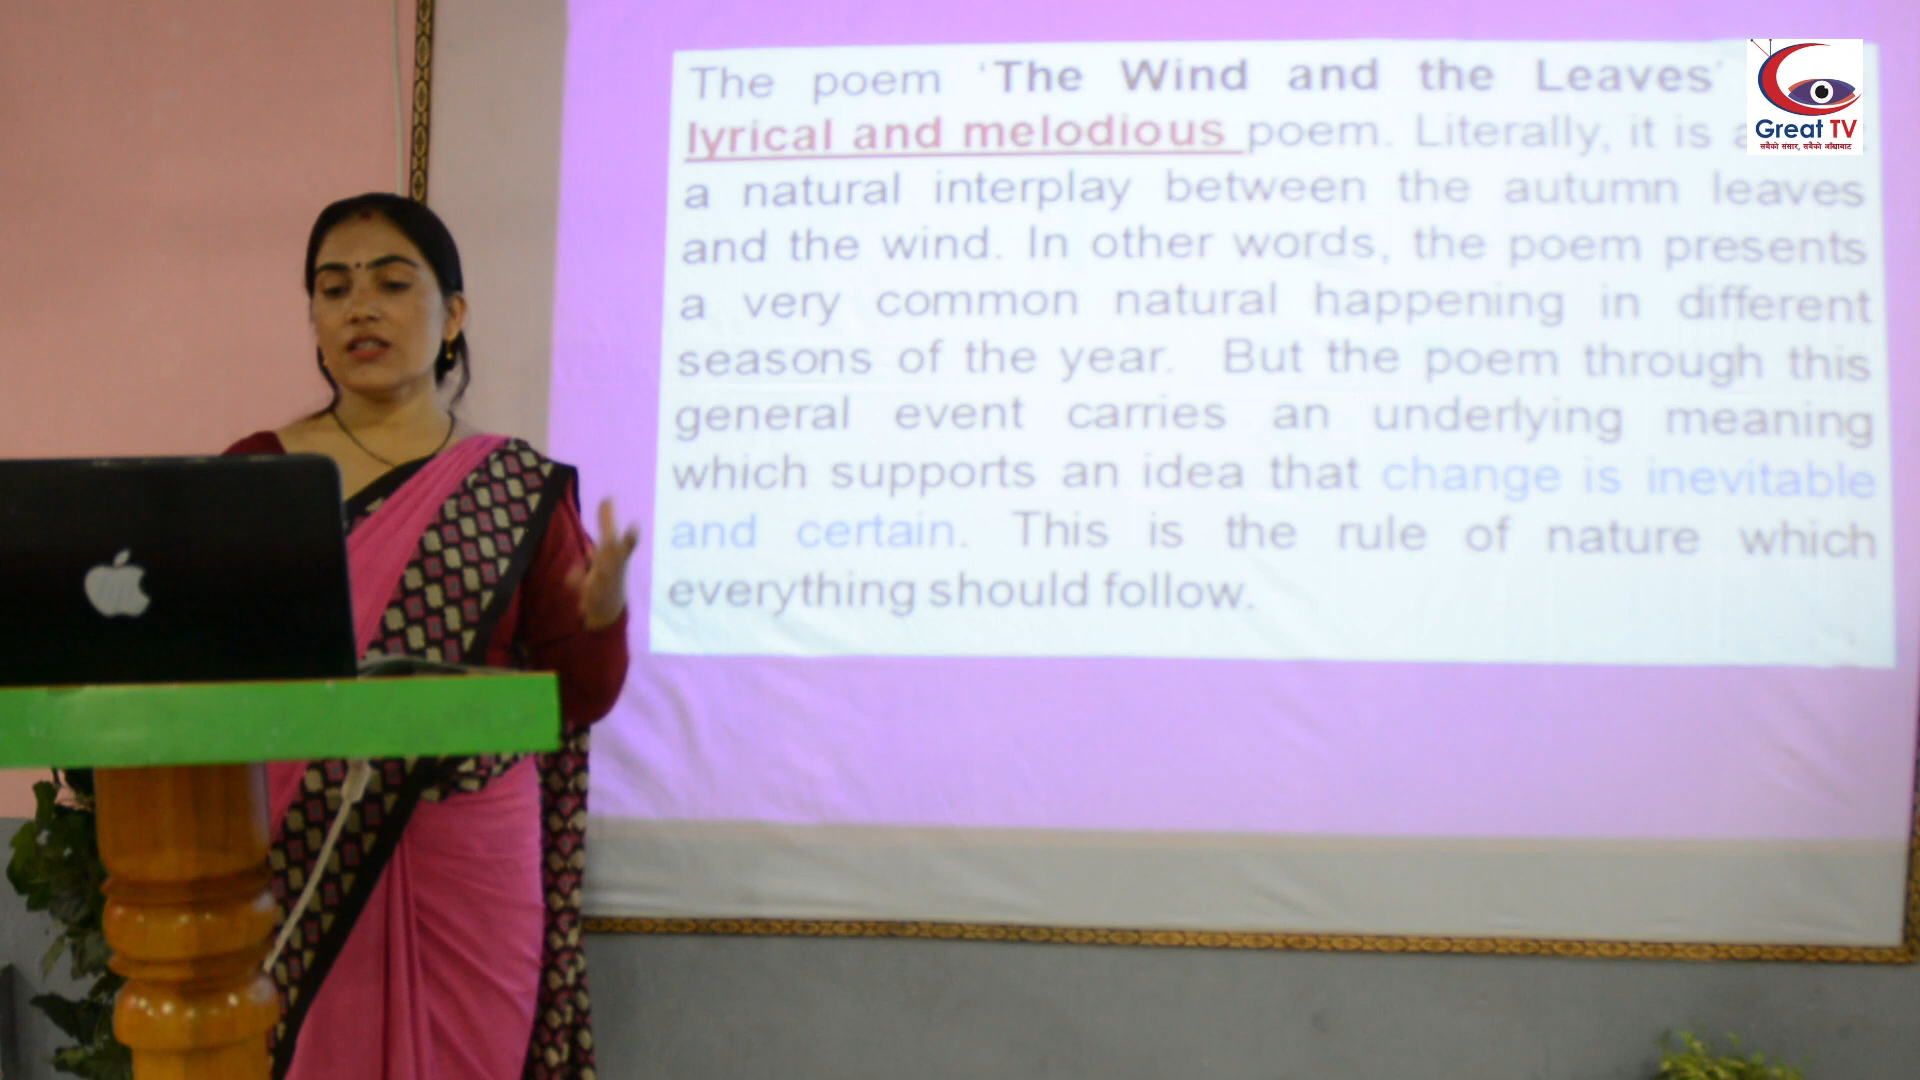 The poem ‘The Wind and the Leaves’
lyrical and melodious poem. Literally, it is
a natural interplay between the autumn leaves
and the wind. In other words, the poem presents
a very common natural happening in different
seasons of the year. But the poem through this
general event carries an underlying meaning
which supports an idea that change is inevitable
and certain. This is the rule of nature which
everything should follow.
Great TV
सबैको संसार, सबैको आँखाबाट